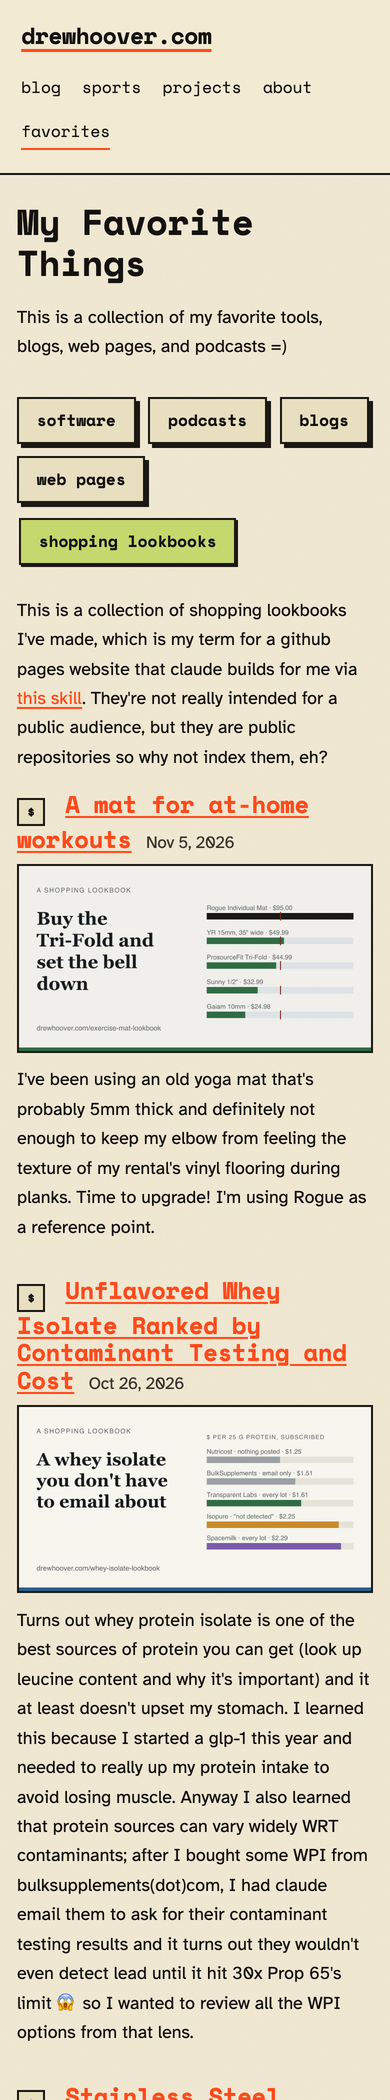 drewhoover.com
blog sports projects about
favorites
My Favorite
Things
This is a collection of my favorite tools,
blogs, web pages, and podcasts =)
software podcasts blogs
web pages
shopping lookbooks
This is a collection of shopping lookbooks
I've made, which is my term for a github
pages website that claude builds for me via
this skill. They're not really intended for a
public audience, but they are public
repositories so why not index them, eh?
$ A mat for at-home
workouts Nov 5, 2026
A SHOPPING LOOKBOOK
Buy the
Tri-Fold and
set the bell
down
drewhoover.com/exercise-mat-lookbook
Rogue Individual Mat · $95.00
YR 15mm, 35" wide · $49.99
ProsourceFit Tri-Fold · $44.99
Sunny 1/2" · $32.99
Gaiam 10mm · $24.98
I've been using an old yoga mat that's
probably 5mm thick and definitely not
enough to keep my elbow from feeling the
texture of my rental's vinyl flooring during
planks. Time to upgrade! I'm using Rogue as
a reference point.
$ Unflavored Whey
Isolate Ranked by
Contaminant Testing and
Cost Oct 26, 2026
A SHOPPING LOOKBOOK
A whey isolate
you don't have
to email about
drewhoover.com/whey-isolate-lookbook
$ PER 25 G PROTEIN, SUBSCRIBED
Nutricost · nothing posted · $1.25
BulkSupplements · email only · $1.51
Transparent Labs · every lot · $1.61
Isopure · "not detected" · $2.25
Spacemilk · every lot · $2.29
Turns out whey protein isolate is one of the
best sources of protein you can get (look up
leucine content and why it's important) and it
at least doesn't upset my stomach. I learned
this because I started a glp-1 this year and
needed to really up my protein intake to
avoid losing muscle. Anyway I also learned
that protein sources can vary widely WRT
contaminants; after I bought some WPI from
bulksupplements(dot)com, I had claude
email them to ask for their contaminant
testing results and it turns out they wouldn't
even detect lead until it hit 30x Prop 65's
limit 😱 so I wanted to review all the WPI
options from that lens.
Stainless Steel